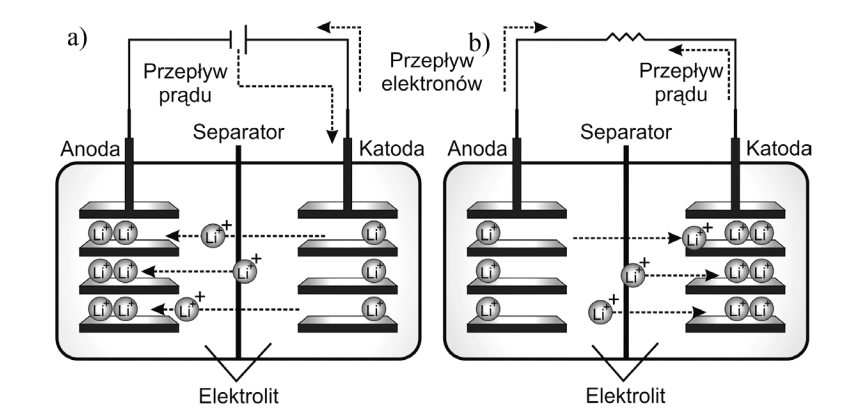 a)
Przepływ
prądu
Przepływ
elektronów
b)
Przepływ
prądu
Anoda
Separator
Katoda
Anoda
Separator
Katoda
Li+ Li+ Li+ + Li+
Li+ Li+ Li+ + Li+
Li+ Li+ Li+ + Li+
Li+ Li+ + Li+ Li+
Li+ Li+ + Li+ Li+
Li+ Li+ + Li+ Li+
Elektrolit
Elektrolit